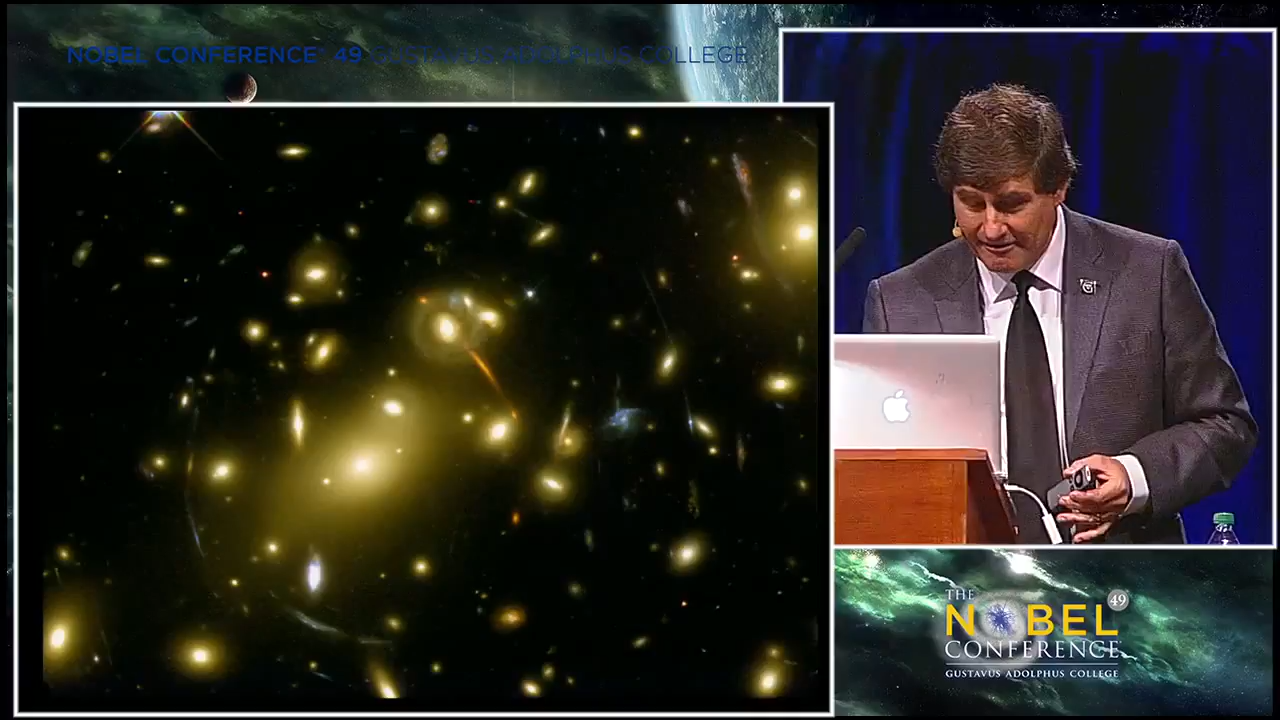 NOBEL CONFERENCE® 49 GUSTAVUS ADOLPHUS COLLEGE
THE
NOBEL 49
CONFERENCE
GUSTAVUS ADOLPHUS COLLEGE